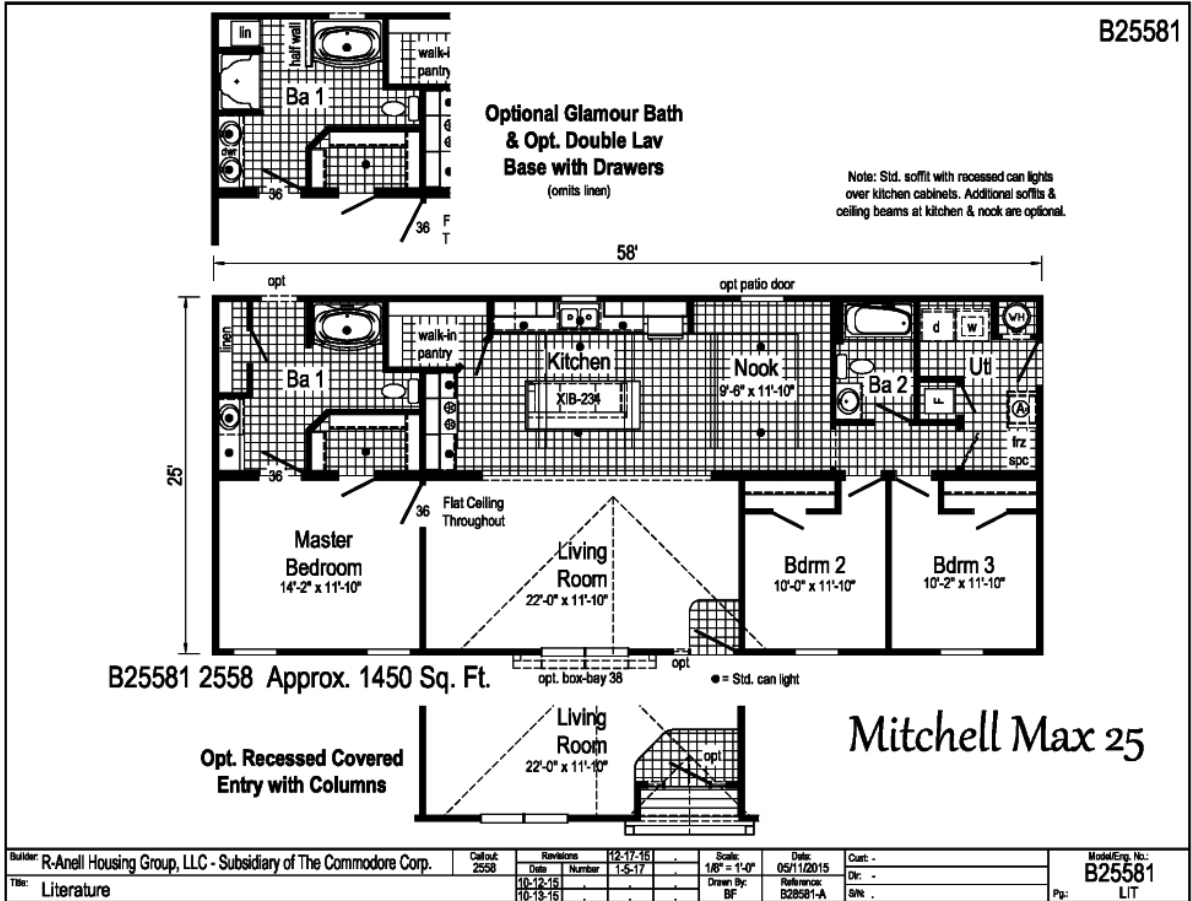 B25581
lin
half wall
walk-i
pantry
Ba 1
dwr
36
36
F
T
Optional Glamour Bath
& Opt. Double Lav
Base with Drawers
(omits linen)
Note: Std. soffit with recessed can lights
over kitchen cabinets. Additional soffits &
ceiling beams at kitchen & nook are optional.
58'
opt
opt patio door
25'
linen
Ba 1
walk-in
pantry
Kitchen
XIB-234
Nook
9'-6" x 11'-10"
Ba 2
d
w
WH
Utl
F
A
frz
spc
36
36
Flat Ceiling
Throughout
Master
Bedroom
14'-2" x 11'-10"
Living
Room
22'-0" x 11'-10"
Bdrm 2
10'-0" x 11'-10"
Bdrm 3
10'-2" x 11'-10"
B25581 2558 Approx. 1450 Sq. Ft.
opt. box-bay 38
opt
● = Std. can light
Opt. Recessed Covered
Entry with Columns
Living
Room
22'-0" x 11'-10"
opt
Mitchell Max 25
Builder: R-Anell Housing Group, LLC - Subsidiary of The Commodore Corp.
Title: Literature
Callout:
2558
Revisions
Date Number
10-12-15
10-13-15
12-17-15
1-5-17
Scale:
1/8" = 1'-0"
Drawn By:
BF
Date:
05/11/2015
Reference:
B28581-A
Cust: -
Dir: -
S/N: .
Model/Eng. No.:
B25581
Pg.: LIT